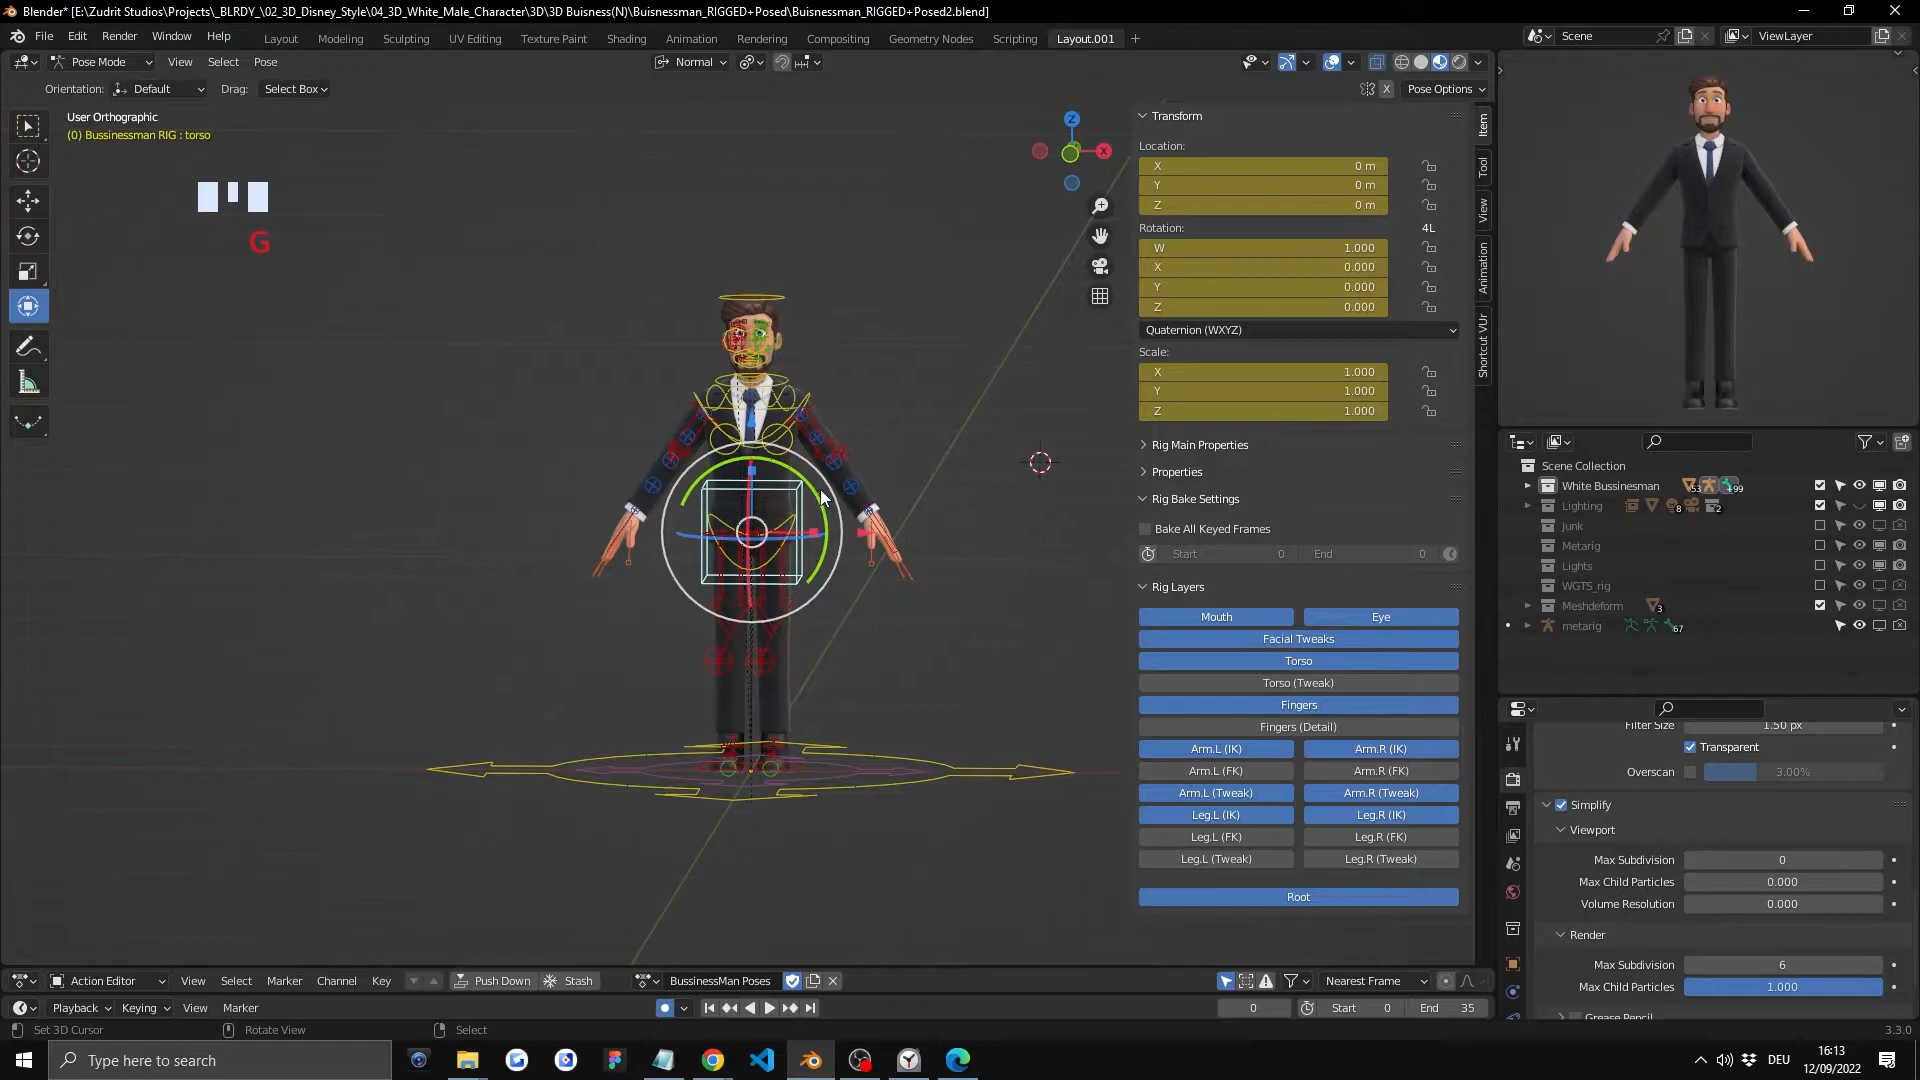 Blender* [E:\Zudrit Studios\Projects\_BLRDY_\02_3D_Disney_Style\04_3D_White_Male_Character\3D\3D Buisness(N)\Buisnessman_RIGGED+Posed\Buisnessman_RIGGED+Posed2.blend]
File Edit Render Window Help Layout Modeling Sculpting UV Editing Texture Paint Shading Animation Rendering Compositing Geometry Nodes Scripting Layout.001 + Scene ViewLayer
Pose Mode View Select Pose Normal
Orientation: Default Drag: Select Box X Pose Options
User Orthographic
(0) Bussinessman RIG : torso
G
Z
X
Transform
Location:
X 0 m
Y 0 m
Z 0 m
Rotation: 4L
W 1.000
X 0.000
Y 0.000
Z 0.000
Quaternion (WXYZ)
Scale:
X 1.000
Y 1.000
Z 1.000
Rig Main Properties
Properties
Rig Bake Settings
Bake All Keyed Frames
Start 0 End 0
Rig Layers
Mouth Eye
Facial Tweaks
Torso
Torso (Tweak)
Fingers
Fingers (Detail)
Arm.L (IK) Arm.R (IK)
Arm.L (FK) Arm.R (FK)
Arm.L (Tweak) Arm.R (Tweak)
Leg.L (IK) Leg.R (IK)
Leg.L (FK) Leg.R (FK)
Leg.L (Tweak) Leg.R (Tweak)
Root
Item
Tool
View
Animation
Shortcut VUr
Scene Collection
White Bussinesman 53 +99
Lighting 8 2
Junk
Metarig
Lights
WGTS_rig
Meshdeform 3
metarig 67
Filter Size 1.50 px
Transparent
Overscan 3.00%
Simplify
Viewport
Max Subdivision 0
Max Child Particles 0.000
Volume Resolution 0.000
Render
Max Subdivision 6
Max Child Particles 1.000
Grease Pencil
Action Editor View Select Marker Channel Key Push Down Stash BussinessMan Poses Nearest Frame
Playback Keying View Marker 0 Start 0 End 35
Set 3D Cursor Rotate View Select 3.3.0
Type here to search DEU 16:13
12/09/2022